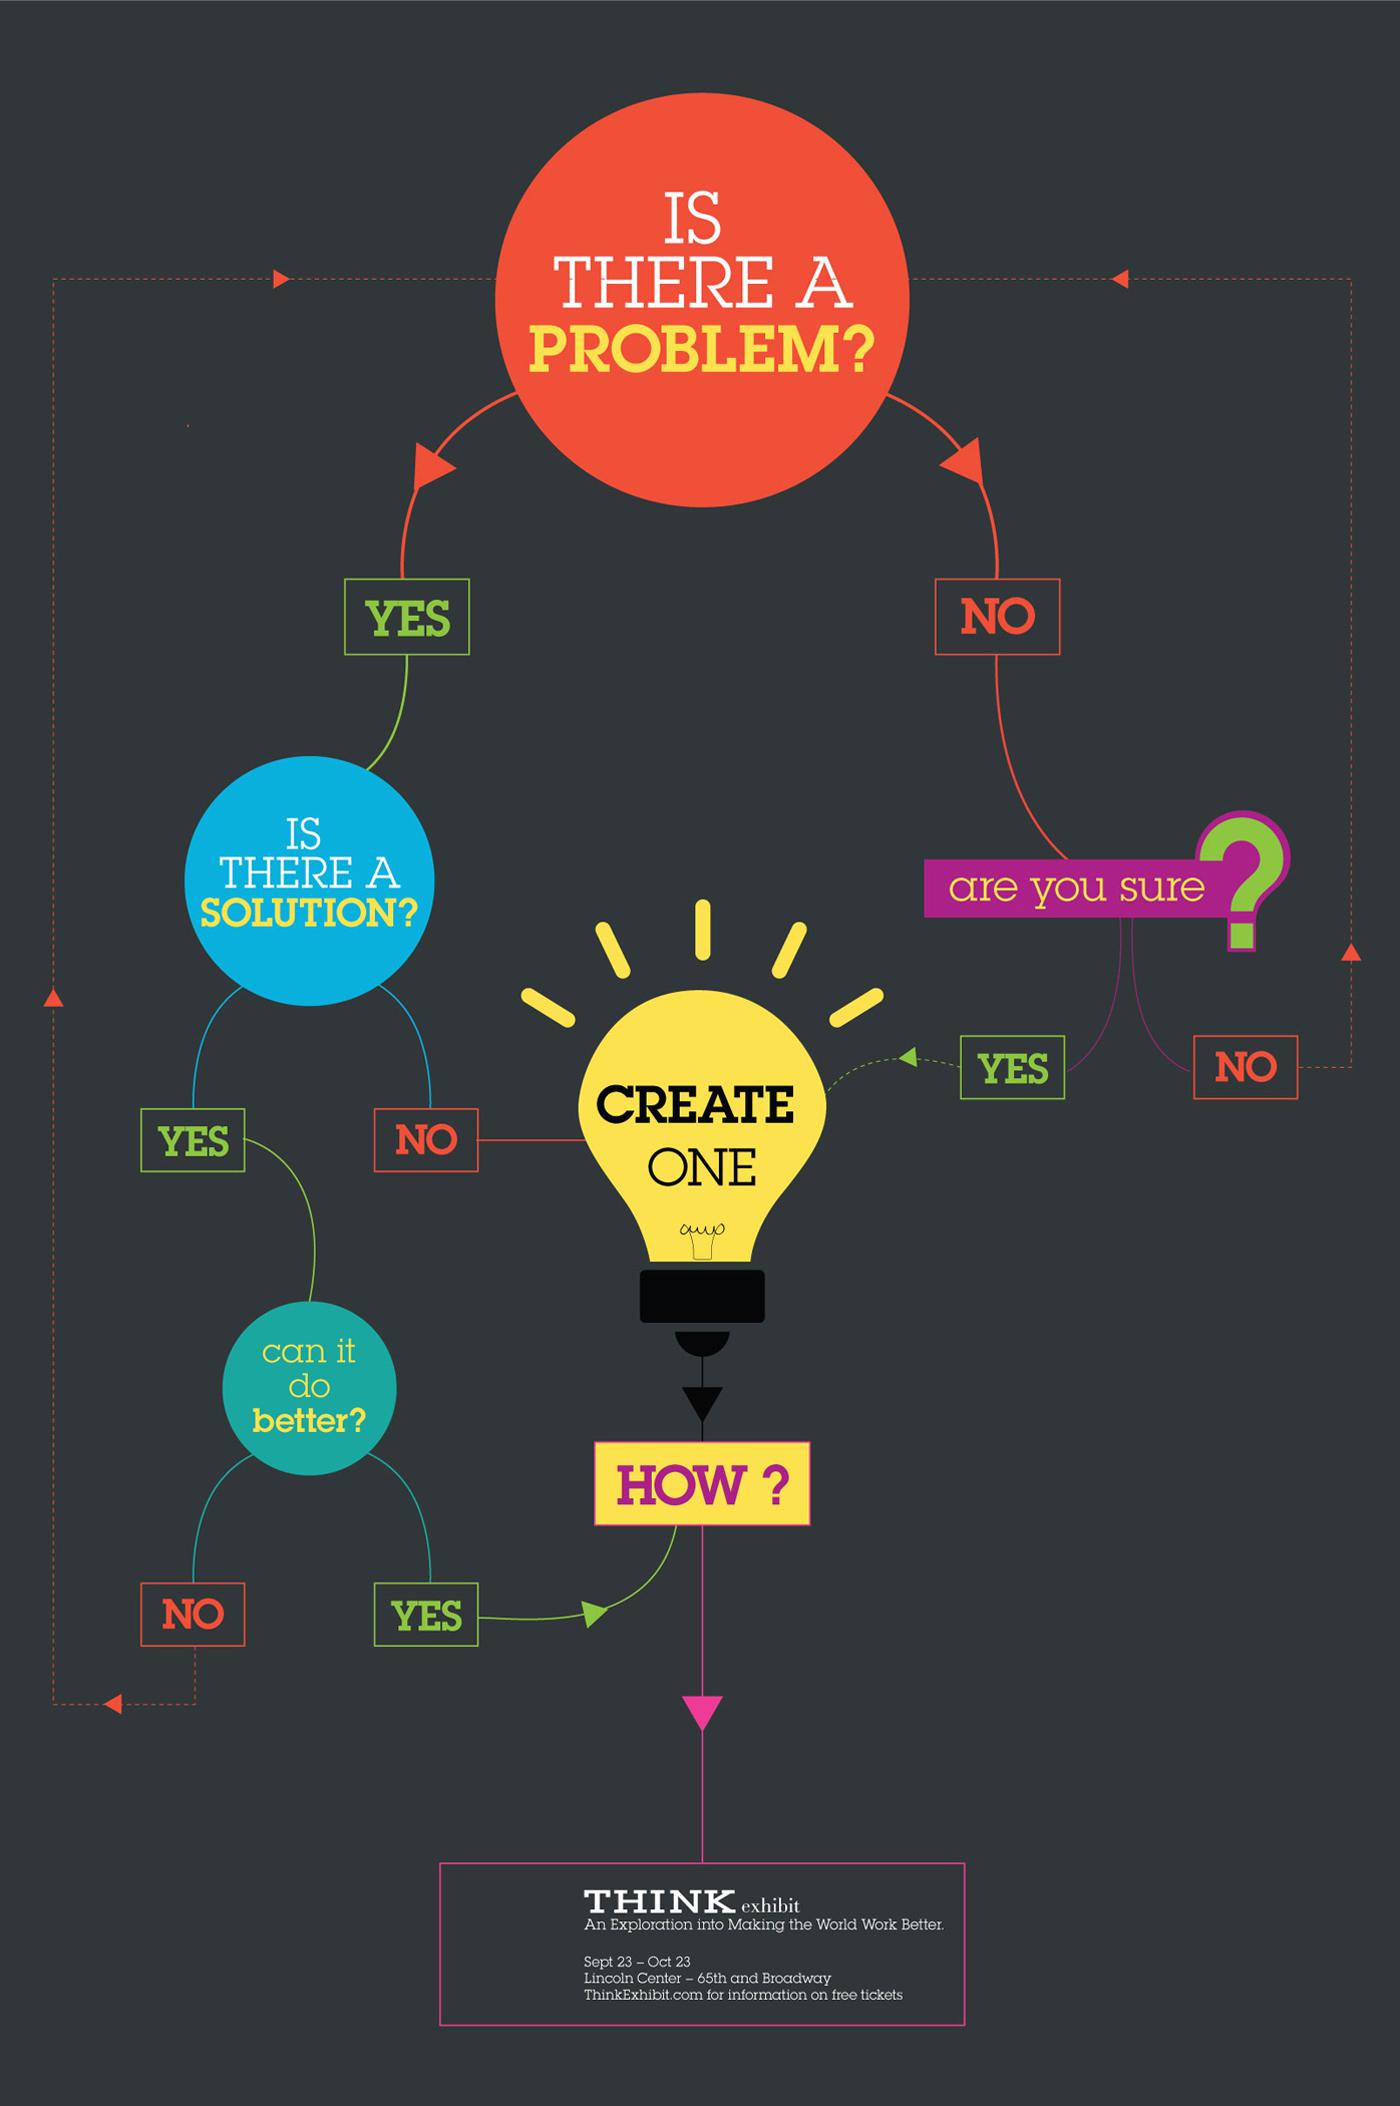 IS
THERE A
PROBLEM?
YES
NO
IS
THERE A
SOLUTION?
are you sure ?
YES
NO
CREATE
ONE
YES
NO
can it
do
better?
HOW ?
NO
YES
THINK exhibit
An Exploration into Making the World Work Better.
Sept 23 – Oct 23
Lincoln Center – 65th and Broadway
ThinkExhibit.com for information on free tickets